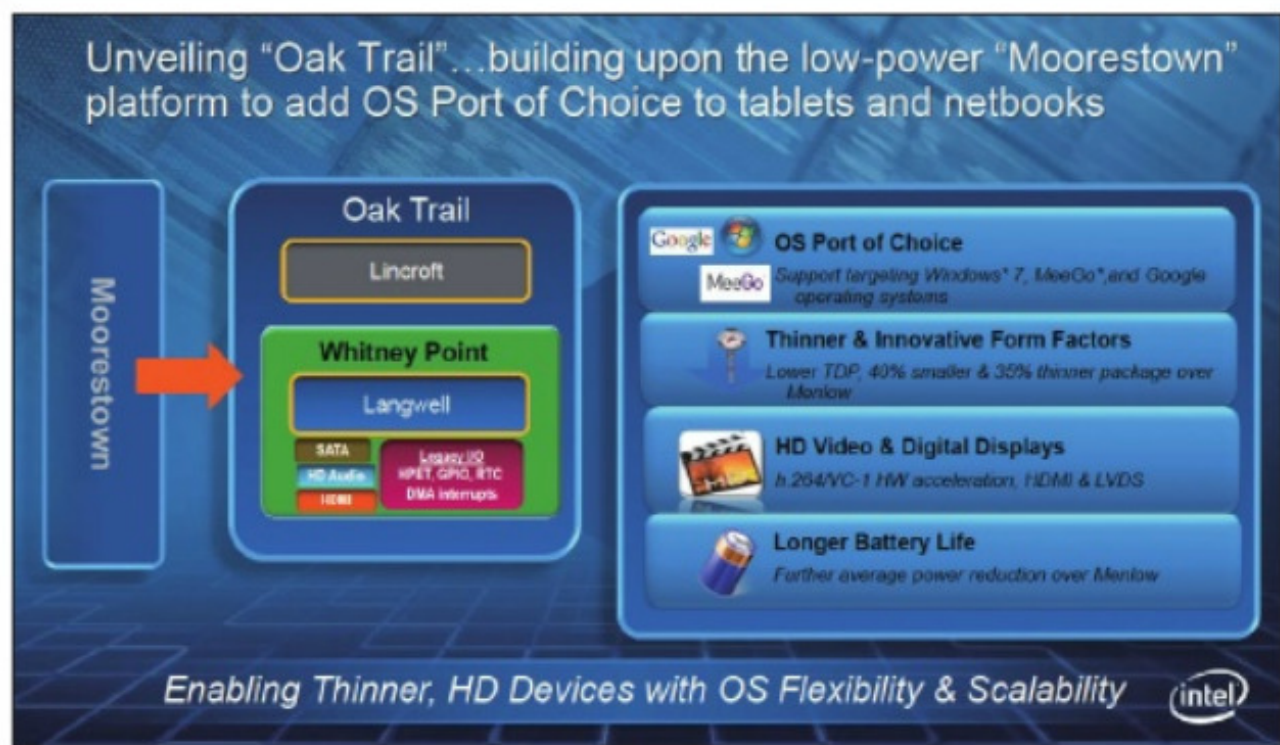 Unveiling “Oak Trail”...building upon the low-power “Moorestown”
platform to add OS Port of Choice to tablets and netbooks
Moorestown
Oak Trail
Lincroft
Whitney Point
Langwell
SATA
HD Audio
HDMI
Legacy I/O
HPET, GPIO, RTC
DMA interrupts
Google
MeeGo
OS Port of Choice
Support targeting Windows* 7, MeeGo*,and Google
operating systems
Thinner & Innovative Form Factors
Lower TDP, 40% smaller & 35% thinner package over
Menlow
HD Video & Digital Displays
h.264/VC-1 HW acceleration, HDMI & LVDS
Longer Battery Life
Further average power reduction over Menlow
Enabling Thinner, HD Devices with OS Flexibility & Scalability
intel